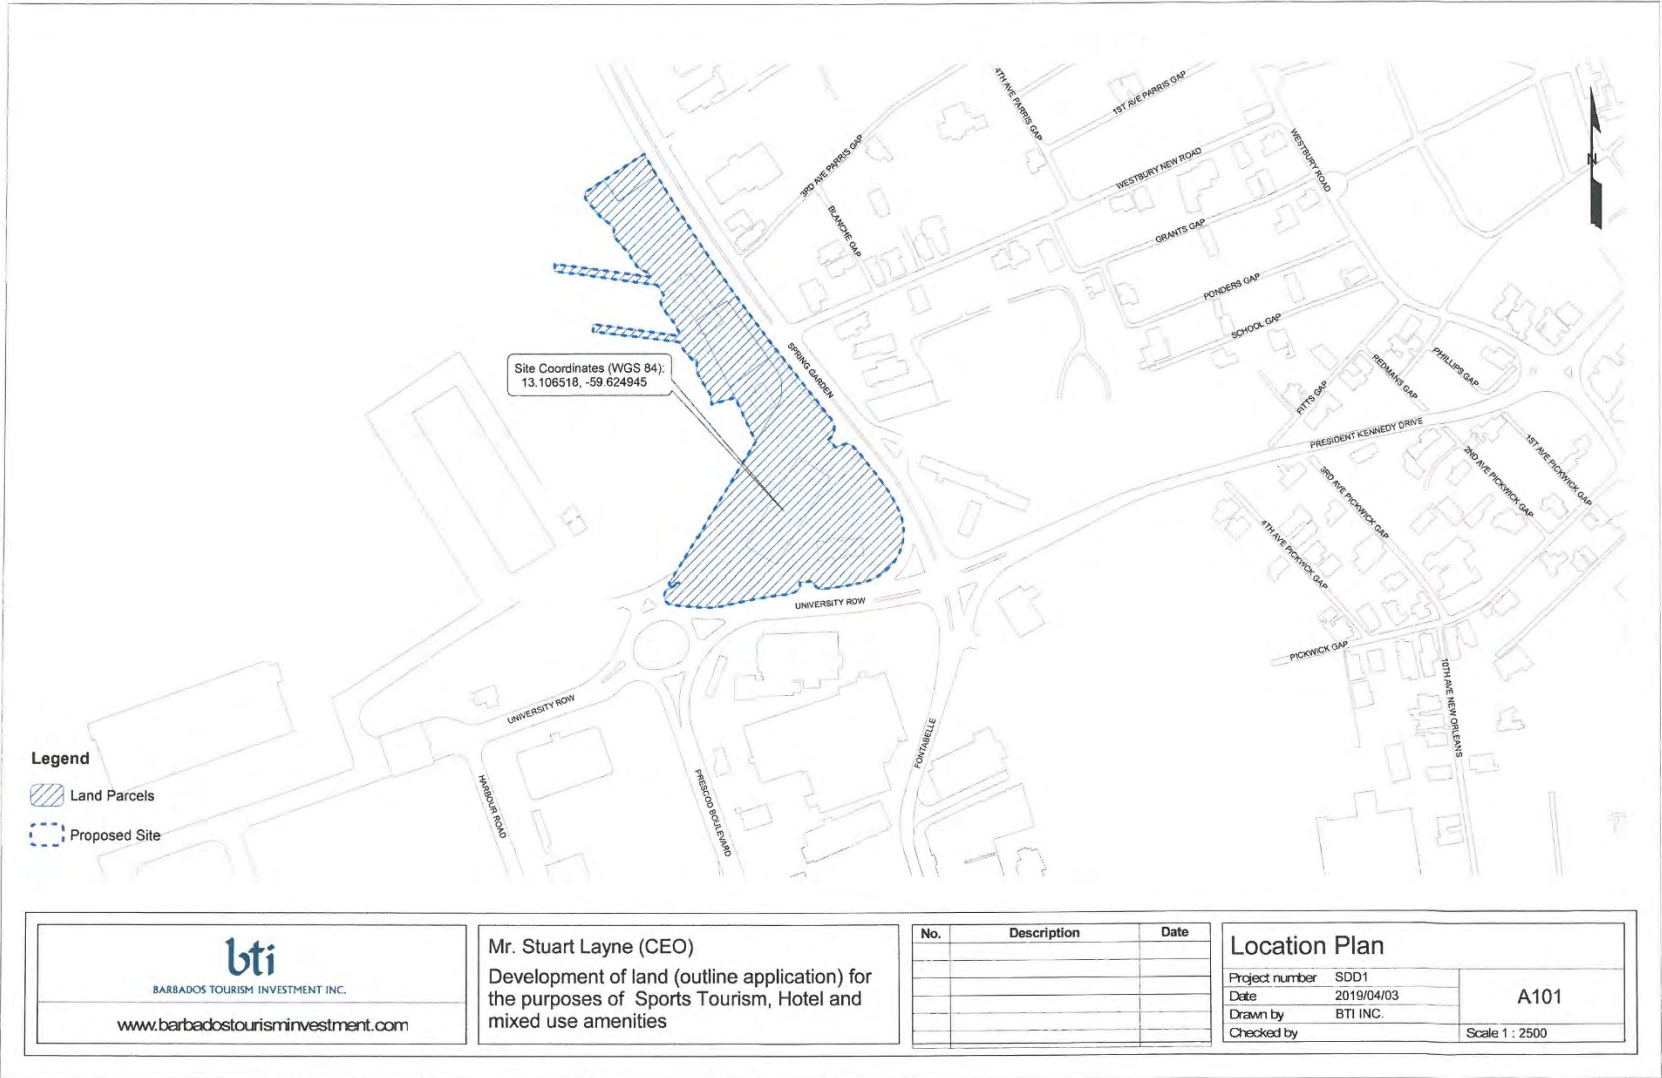 4TH AVE PARRIS GAP
1ST AVE PARRIS GAP
3RD AVE PARRIS GAP
WESTBURY NEW ROAD
WESTBURY ROAD
N
BLANCHE GAP
GRANTS GAP
PONDERS GAP
SCHOOL GAP
SPRING GARDEN
Site Coordinates (WGS 84):
13.106518, -59.624945
FITTS GAP
REDMANS GAP
PHILLIPS GAP
PRESIDENT KENNEDY DRIVE
1ST AVE PICKWICK GAP
2ND AVE PICKWICK GAP
3RD AVE PICKWICK GAP
4TH AVE PICKWICK GAP
UNIVERSITY ROW
PICKWICK GAP
10TH AVE NEW ORLEANS
UNIVERSITY ROW
FONTABELLE
HARBOUR ROAD
PRESCOD BOULEVARD
Legend
Land Parcels
Proposed Site
bti
BARBADOS TOURISM INVESTMENT INC.
www.barbadostourisminvestment.com
Mr. Stuart Layne (CEO)
Development of land (outline application) for
the purposes of Sports Tourism, Hotel and
mixed use amenities
No. Description Date
Location Plan
Project number SDD1
Date 2019/04/03
Drawn by BTI INC.
Checked by
A101
Scale 1 : 2500